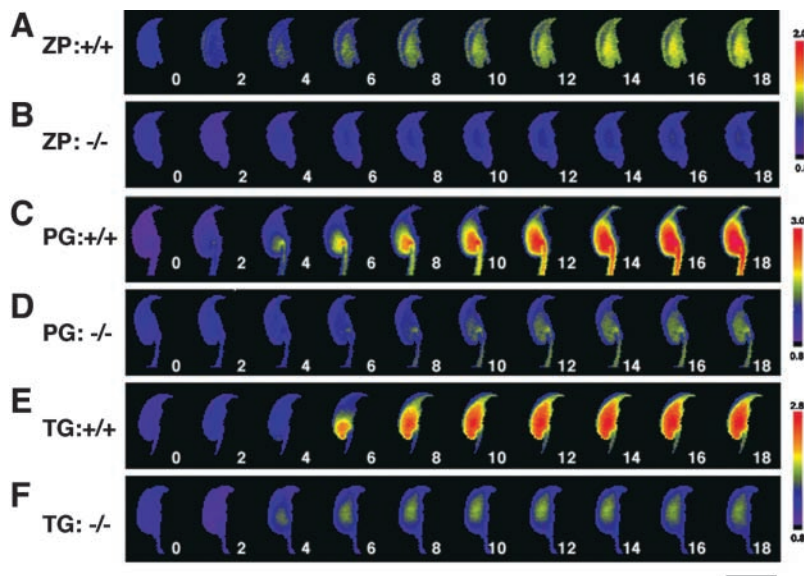 A ZP:+/+ 0 2 4 6 8 10 12 14 16 18
2.0
B ZP: -/- 0 2 4 6 8 10 12 14 16 18
C PG:+/+ 0 2 4 6 8 10 12 14 16 18
3.0
D PG: -/- 0 2 4 6 8 10 12 14 16 18
0.8
E TG:+/+ 0 2 4 6 8 10 12 14 16 18
F TG: -/- 0 2 4 6 8 10 12 14 16 18
0.8